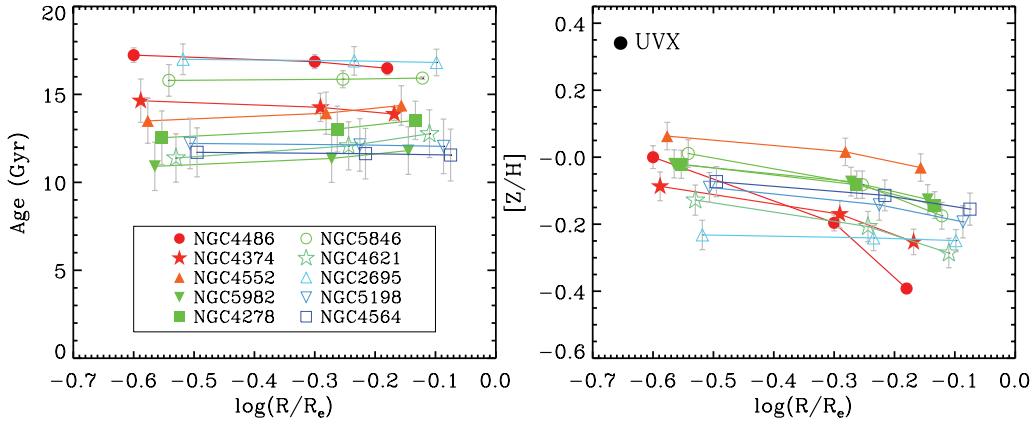 20
15
10
5
0
Age (Gyr)
−0.7 −0.6 −0.5 −0.4 −0.3 −0.2 −0.1 0.0
log(R/Re)
NGC4486 NGC5846
NGC4374 NGC4621
NGC4552 NGC2695
NGC5982 NGC5198
NGC4278 NGC4564
UVX
0.4
−0.0
−0.2
−0.4
−0.6
[Z/H]
−0.7 −0.6 −0.5 −0.4 −0.3 −0.2 −0.1 0.0
log(R/Re)